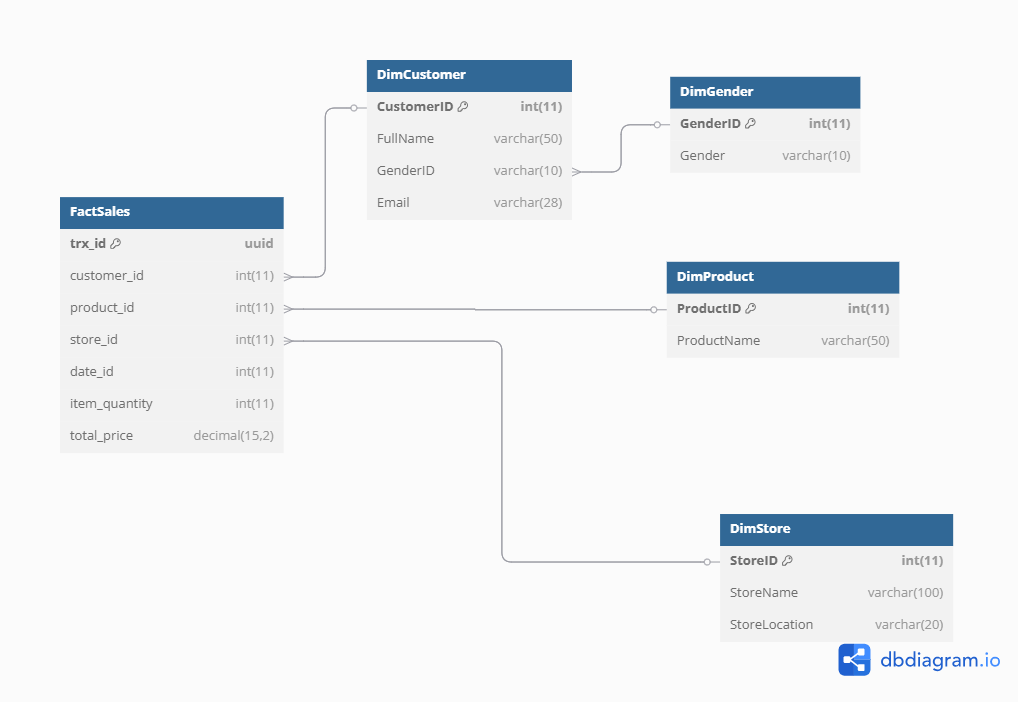 DimCustomer
CustomerID int(11)
FullName varchar(50)
GenderID varchar(10)
Email varchar(28)
DimGender
GenderID int(11)
Gender varchar(10)
FactSales
trx_id uuid
customer_id int(11)
product_id int(11)
store_id int(11)
date_id int(11)
item_quantity int(11)
total_price decimal(15,2)
DimProduct
ProductID int(11)
ProductName varchar(50)
DimStore
StoreID int(11)
StoreName varchar(100)
StoreLocation varchar(20)
dbdiagram.io